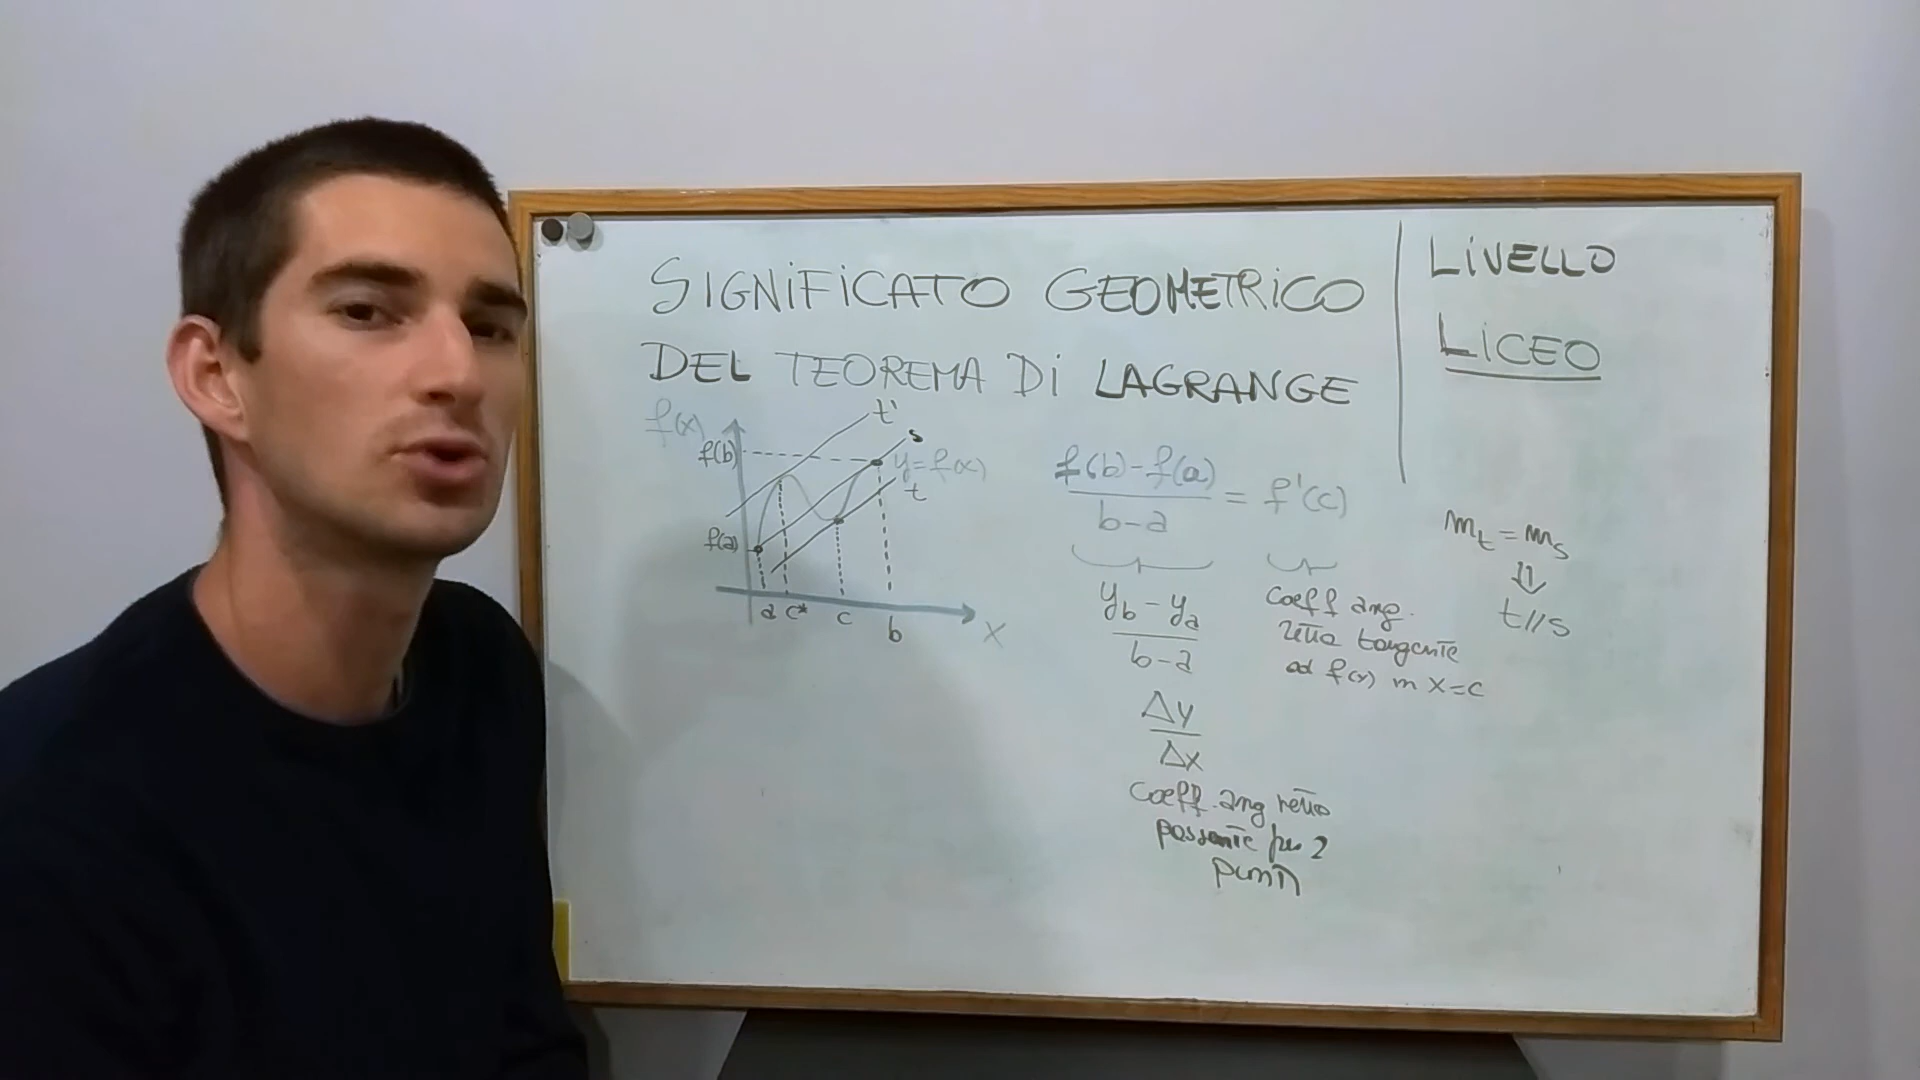 SIGNIFICATO GEOMETRICO
DEL TEOREMA DI LAGRANGE
LIVELLO
LICEO
f(x)
t'
s
f(b)
y=f(x)
t
f(a)
a c* c b x
f(b)-f(a)
b-a
= f'(c)
yb - ya
b-a
Δy
Δx
coeff. ang retta
passante per 2
punti
coeff ang.
retta tangente
ad f(x) in x=c
mt = ms
⇓
t//s